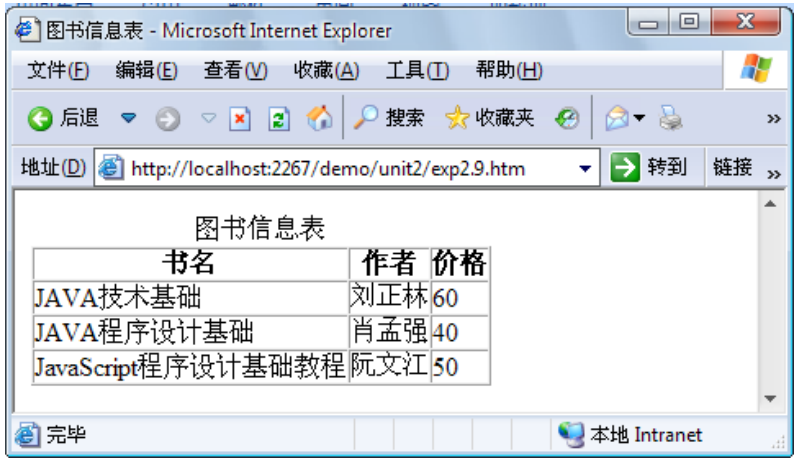 图书信息表 - Microsoft Internet Explorer
文件(F) 编辑(E) 查看(V) 收藏(A) 工具(T) 帮助(H)
后退 搜索 收藏夹 »
地址(D) http://localhost:2267/demo/unit2/exp2.9.htm 转到 链接 »
图书信息表
书名 作者 价格
JAVA技术基础 刘正林 60
JAVA程序设计基础 肖孟强 40
JavaScript程序设计基础教程 阮文江 50
完毕 本地 Intranet